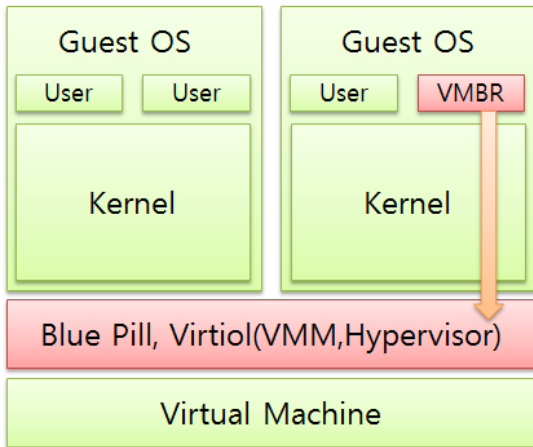 Guest OS
User User
Kernel
Guest OS
User VMBR
Kernel
Blue Pill, Virtiol(VMM,Hypervisor)
Virtual Machine